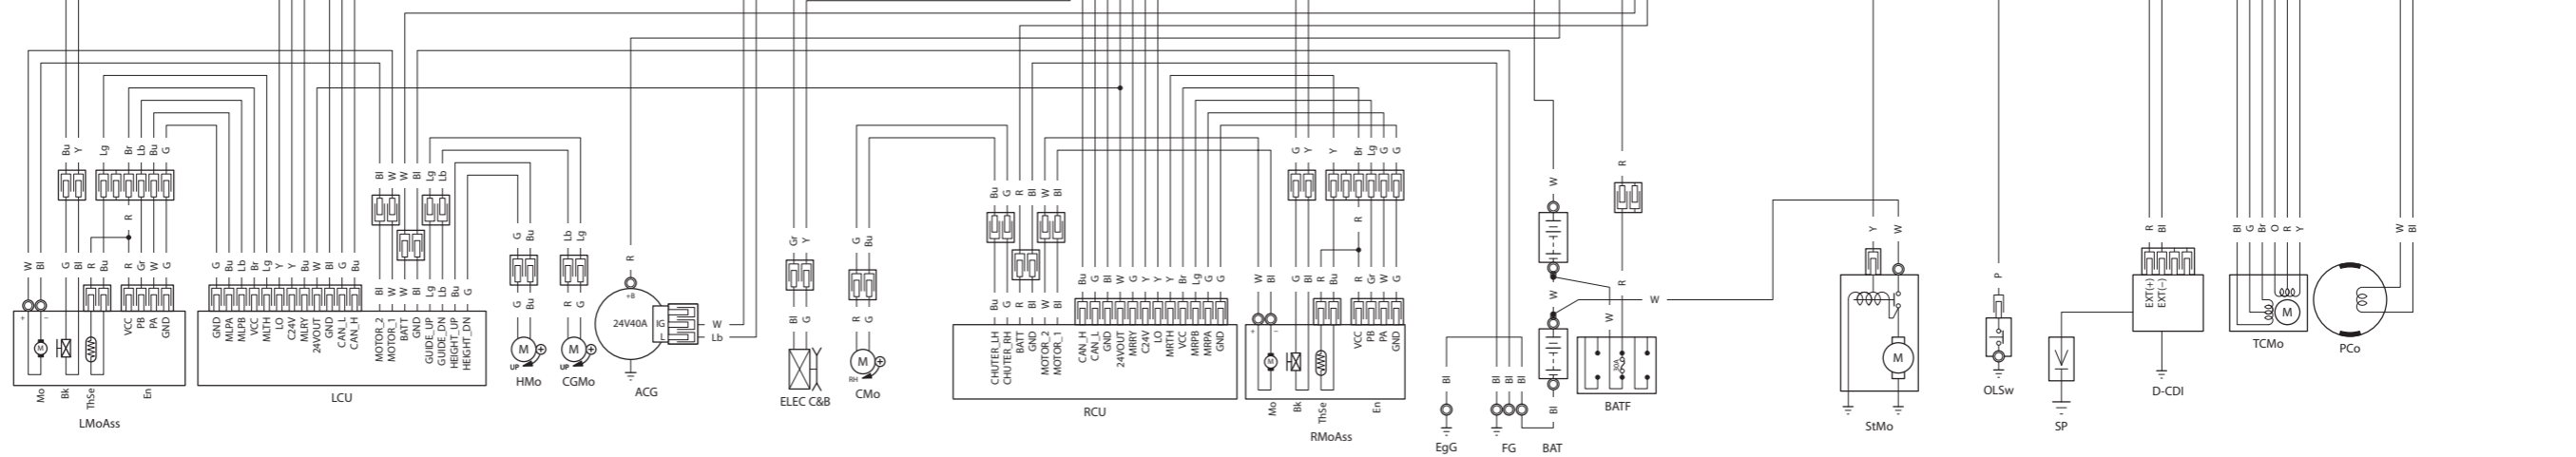 Bu Y Lg Br Lb Bu G
R
W Bl G Bl R Bu R Gr W G
+ −
VCC PB PA GND
M
Mo Bk ThSe En
LMoAss
G Bu Lb Br Lg Y Y Bu W Bl G Bu
GND MLPA MLPB VCC MLTH LO C24V MLRY 24VOUT GND CAN_L CAN_H
Bl W W Bl Lg Lb
Bl W W Bl Lg Lb Bu G
MOTOR_2 MOTOR_1 BATT GND GUIDE_UP GUIDE_DN HEIGHT_UP HEIGHT_DN
LCU
G Bu
G Bu
M
UP
HMo
Lb Lg
R G
M
UP
CGMo
R
+B
24V40A
IG W
L Lb
ACG
Gr Y
Bl G
ELEC C&B
G Bu
R G
M
RH
CMo
Bu G R Bl W Bl
Bu G R Bl W Bl
CHUTER_LH CHUTER_RH BATT GND MOTOR_2 MOTOR_1
Bu G Bl W G Y Y Y Br Lg G G
CAN_H CAN_L GND 24VOUT MRRY C24V LO MRTH VCC MRPB MRPA GND
RCU
G Y Y Br Lg G G
R
W Bl G Bl R Bu R Gr W G
+ −
VCC PB PA GND
M
Mo Bk ThSe En
RMoAss
Bl
EgG
Bl Bl Bl
FG
W
W
Bl
BAT
R
R
W
30A
BATF
W
Y W
M
StMo
P
OLSw
SP
R Bl
EXT(+) EXT(−)
D-CDI
Bl G Br O R Y
M
TCMo
W Bl
PCo